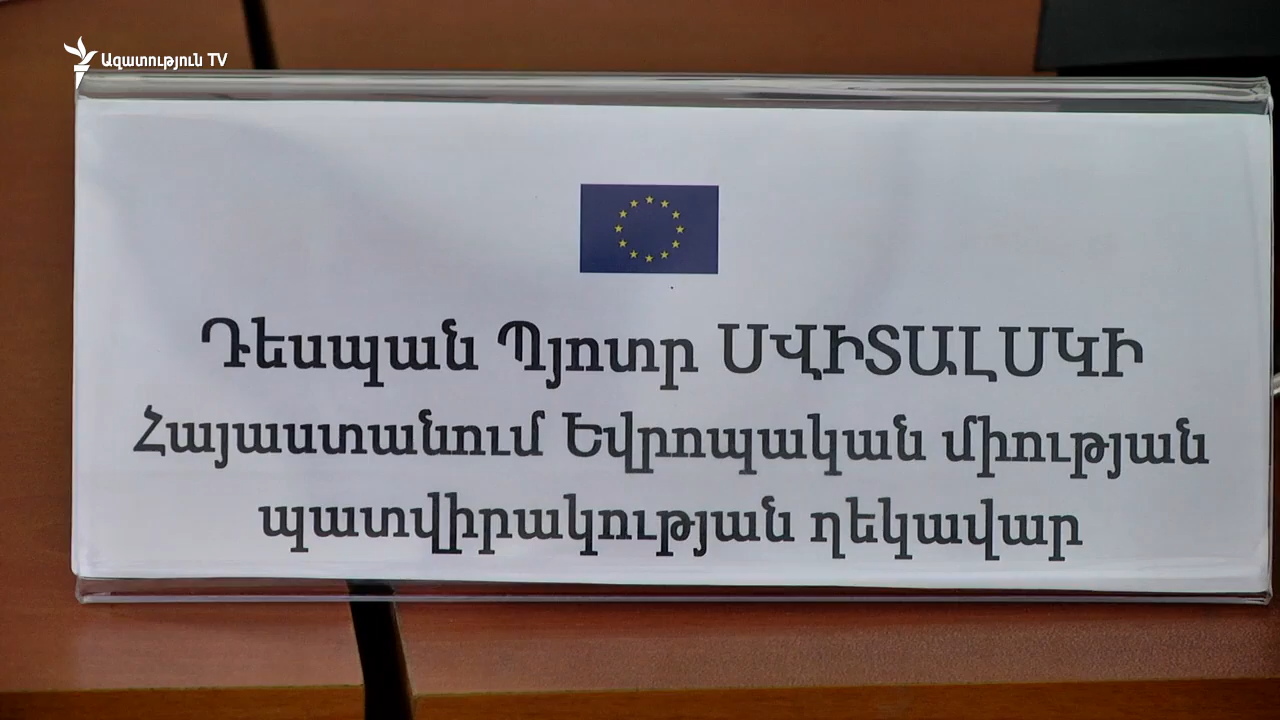 Ազատություն TV
Դեսպան Պյոտր ՍՎԻՏԱԼՍԿԻ
Հայաստանում Եվրոպական միության
պատվիրակության ղեկավար